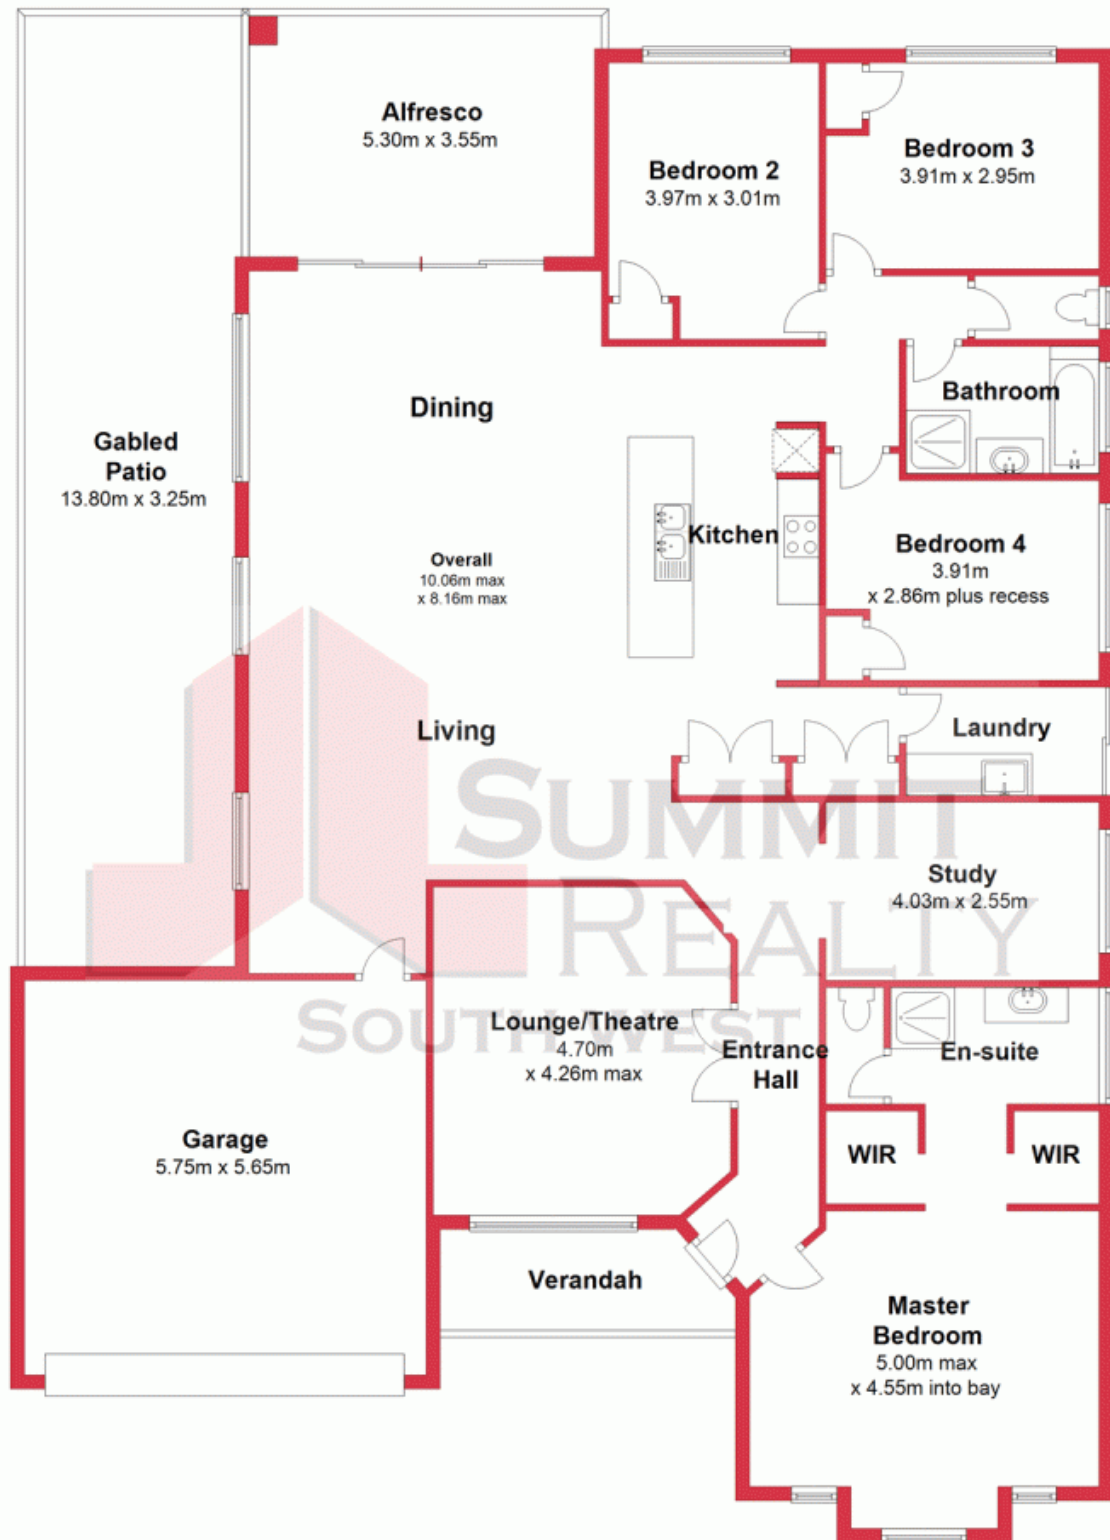 Alfresco
5.30m x 3.55m
Bedroom 2
3.97m x 3.01m
Bedroom 3
3.91m x 2.95m
Bathroom
Dining
Gabled
Patio
13.80m x 3.25m
Kitchen
Overall
10.06m max
x 8.16m max
Bedroom 4
3.91m
x 2.86m plus recess
Living
Laundry
SUMMIT
REALTY
SOUTH WEST
Study
4.03m x 2.55m
Lounge/Theatre
4.70m
x 4.26m max
Entrance
Hall
En-suite
Garage
5.75m x 5.65m
WIR
WIR
Verandah
Master
Bedroom
5.00m max
x 4.55m into bay